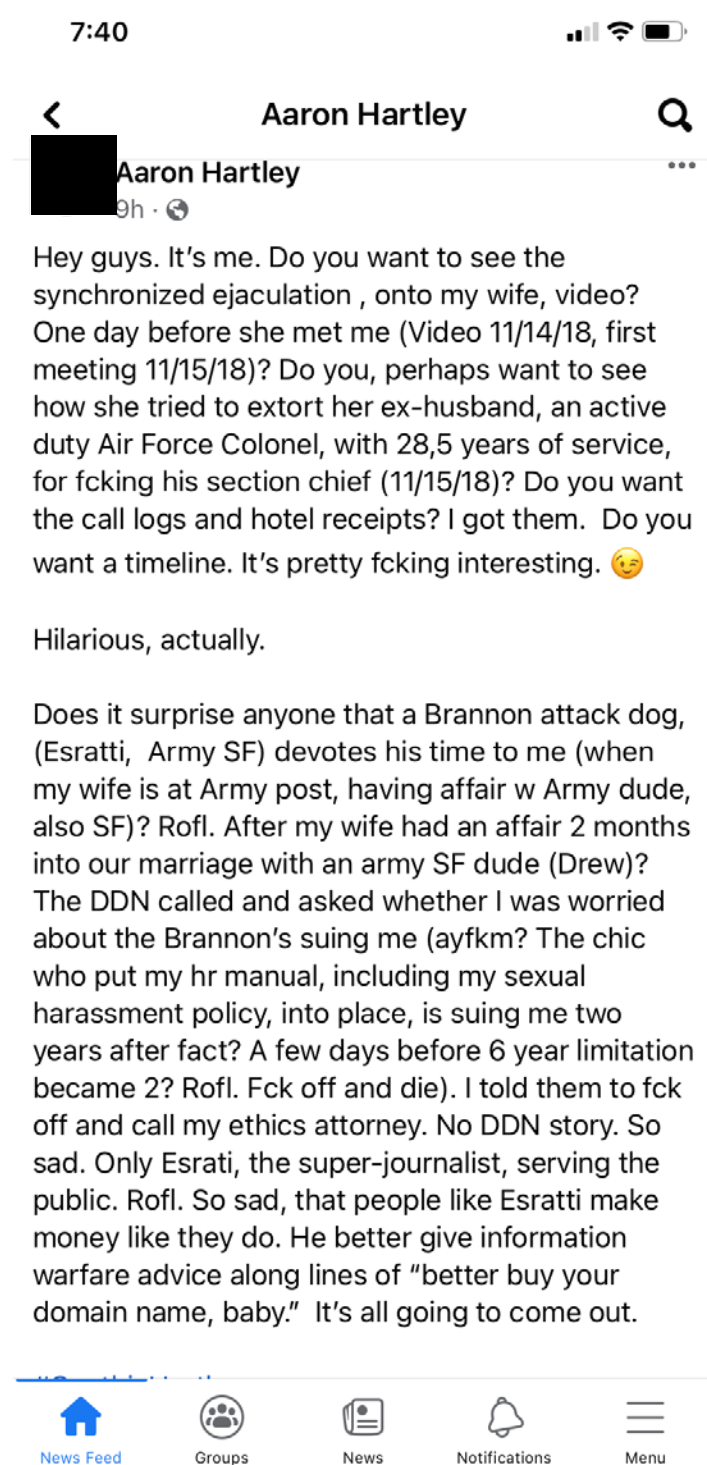 7:40
Aaron Hartley
Aaron Hartley
9h ·
Hey guys. It's me. Do you want to see the
synchronized ejaculation , onto my wife, video?
One day before she met me (Video 11/14/18, first
meeting 11/15/18)? Do you, perhaps want to see
how she tried to extort her ex-husband, an active
duty Air Force Colonel, with 28,5 years of service,
for fcking his section chief (11/15/18)? Do you want
the call logs and hotel receipts? I got them.  Do you
want a timeline. It's pretty fcking interesting. 😉
Hilarious, actually.
Does it surprise anyone that a Brannon attack dog,
(Esratti,  Army SF) devotes his time to me (when
my wife is at Army post, having affair w Army dude,
also SF)? Rofl. After my wife had an affair 2 months
into our marriage with an army SF dude (Drew)?
The DDN called and asked whether I was worried
about the Brannon's suing me (ayfkm? The chic
who put my hr manual, including my sexual
harassment policy, into place, is suing me two
years after fact? A few days before 6 year limitation
became 2? Rofl. Fck off and die). I told them to fck
off and call my ethics attorney. No DDN story. So
sad. Only Esrati, the super-journalist, serving the
public. Rofl. So sad, that people like Esratti make
money like they do. He better give information
warfare advice along lines of "better buy your
domain name, baby."  It's all going to come out.
News Feed
Groups
News
Notifications
Menu